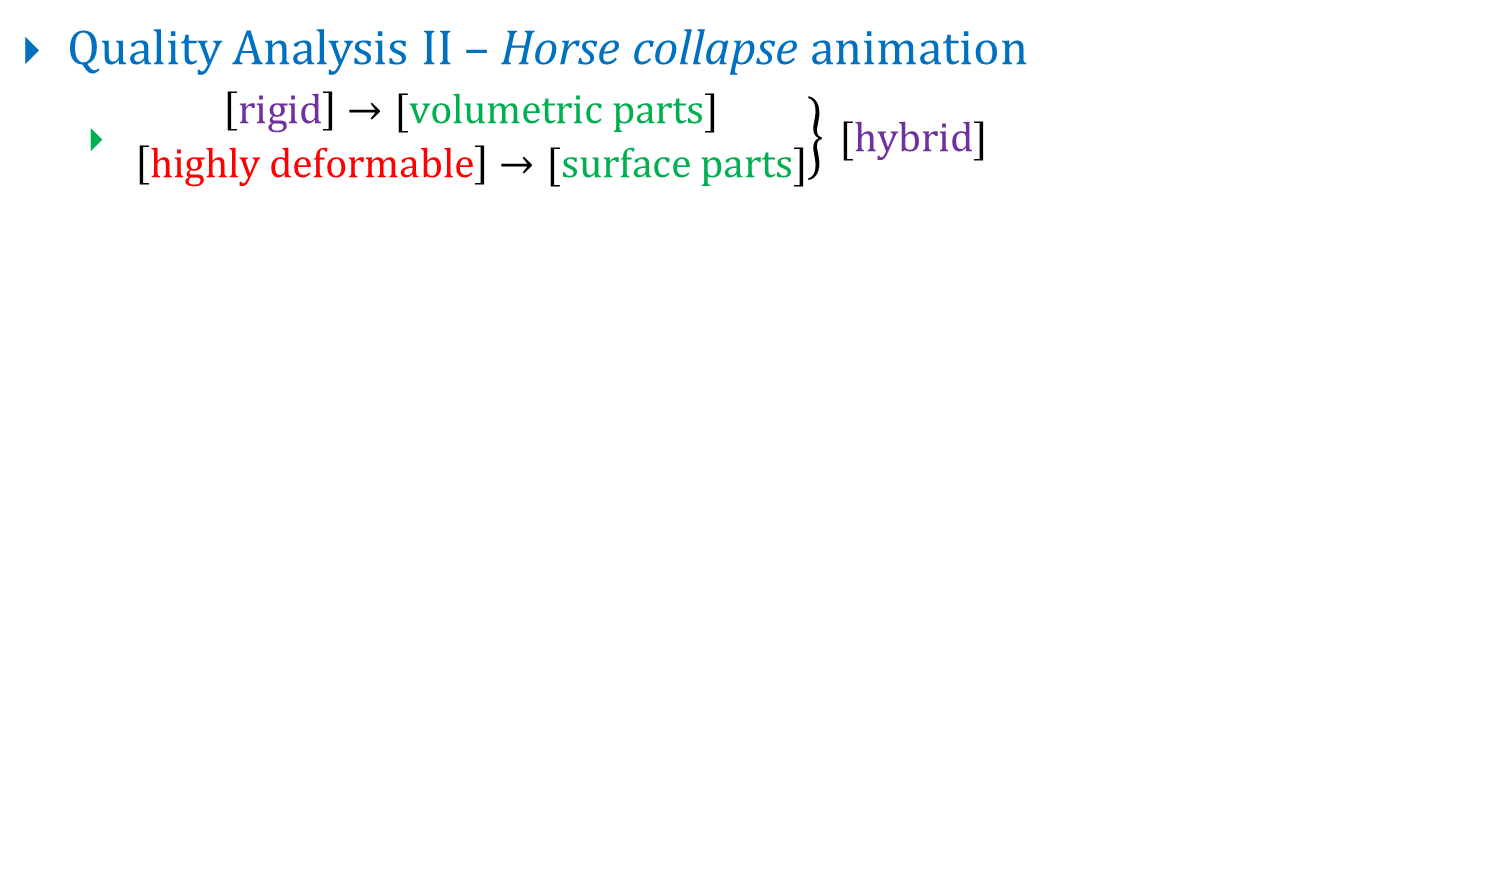 Quality Analysis II – Horse collapse animation
[rigid] → [volumetric parts]
[highly deformable] → [surface parts]} [hybrid]